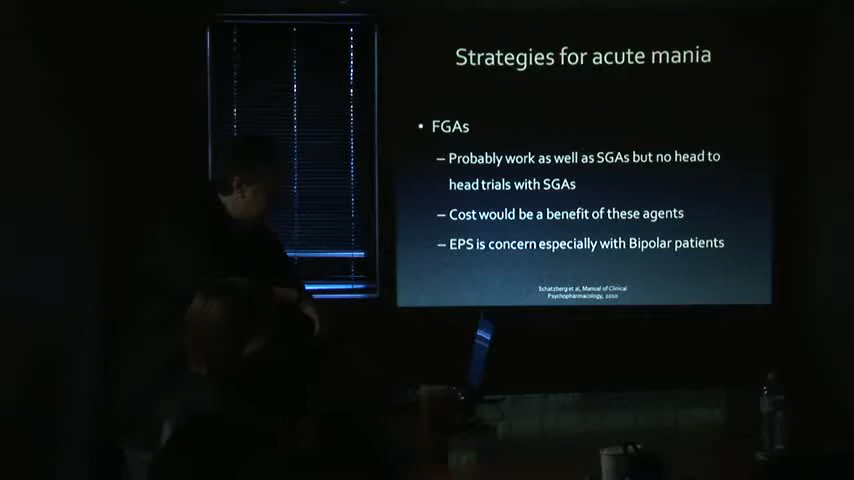 Strategies for acute mania
• FGAs
– Probably work as well as SGAs but no head to
head trials with SGAs
– Cost would be a benefit of these agents
– EPS is concern especially with Bipolar patients
Schatzberg et al, Manual of Clinical
Psychopharmacology, 2010